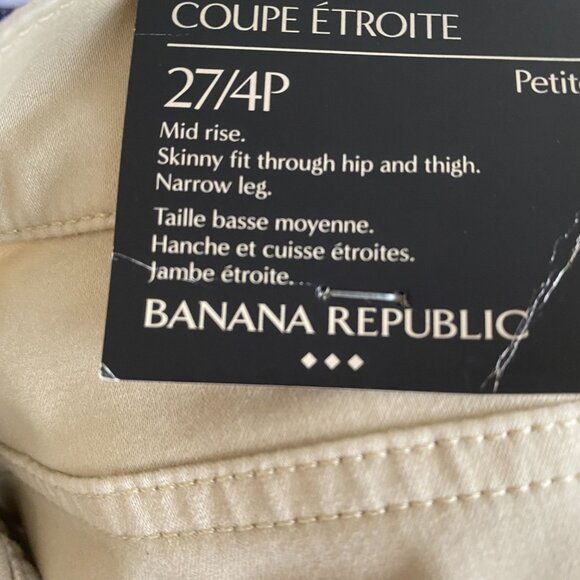 COUPE ÉTROITE
27/4P
Petit
Mid rise.
Skinny fit through hip and thigh.
Narrow leg.
Taille basse moyenne.
Hanche et cuisse étroites.
Jambe étroite.
BANANA REPUBLIC